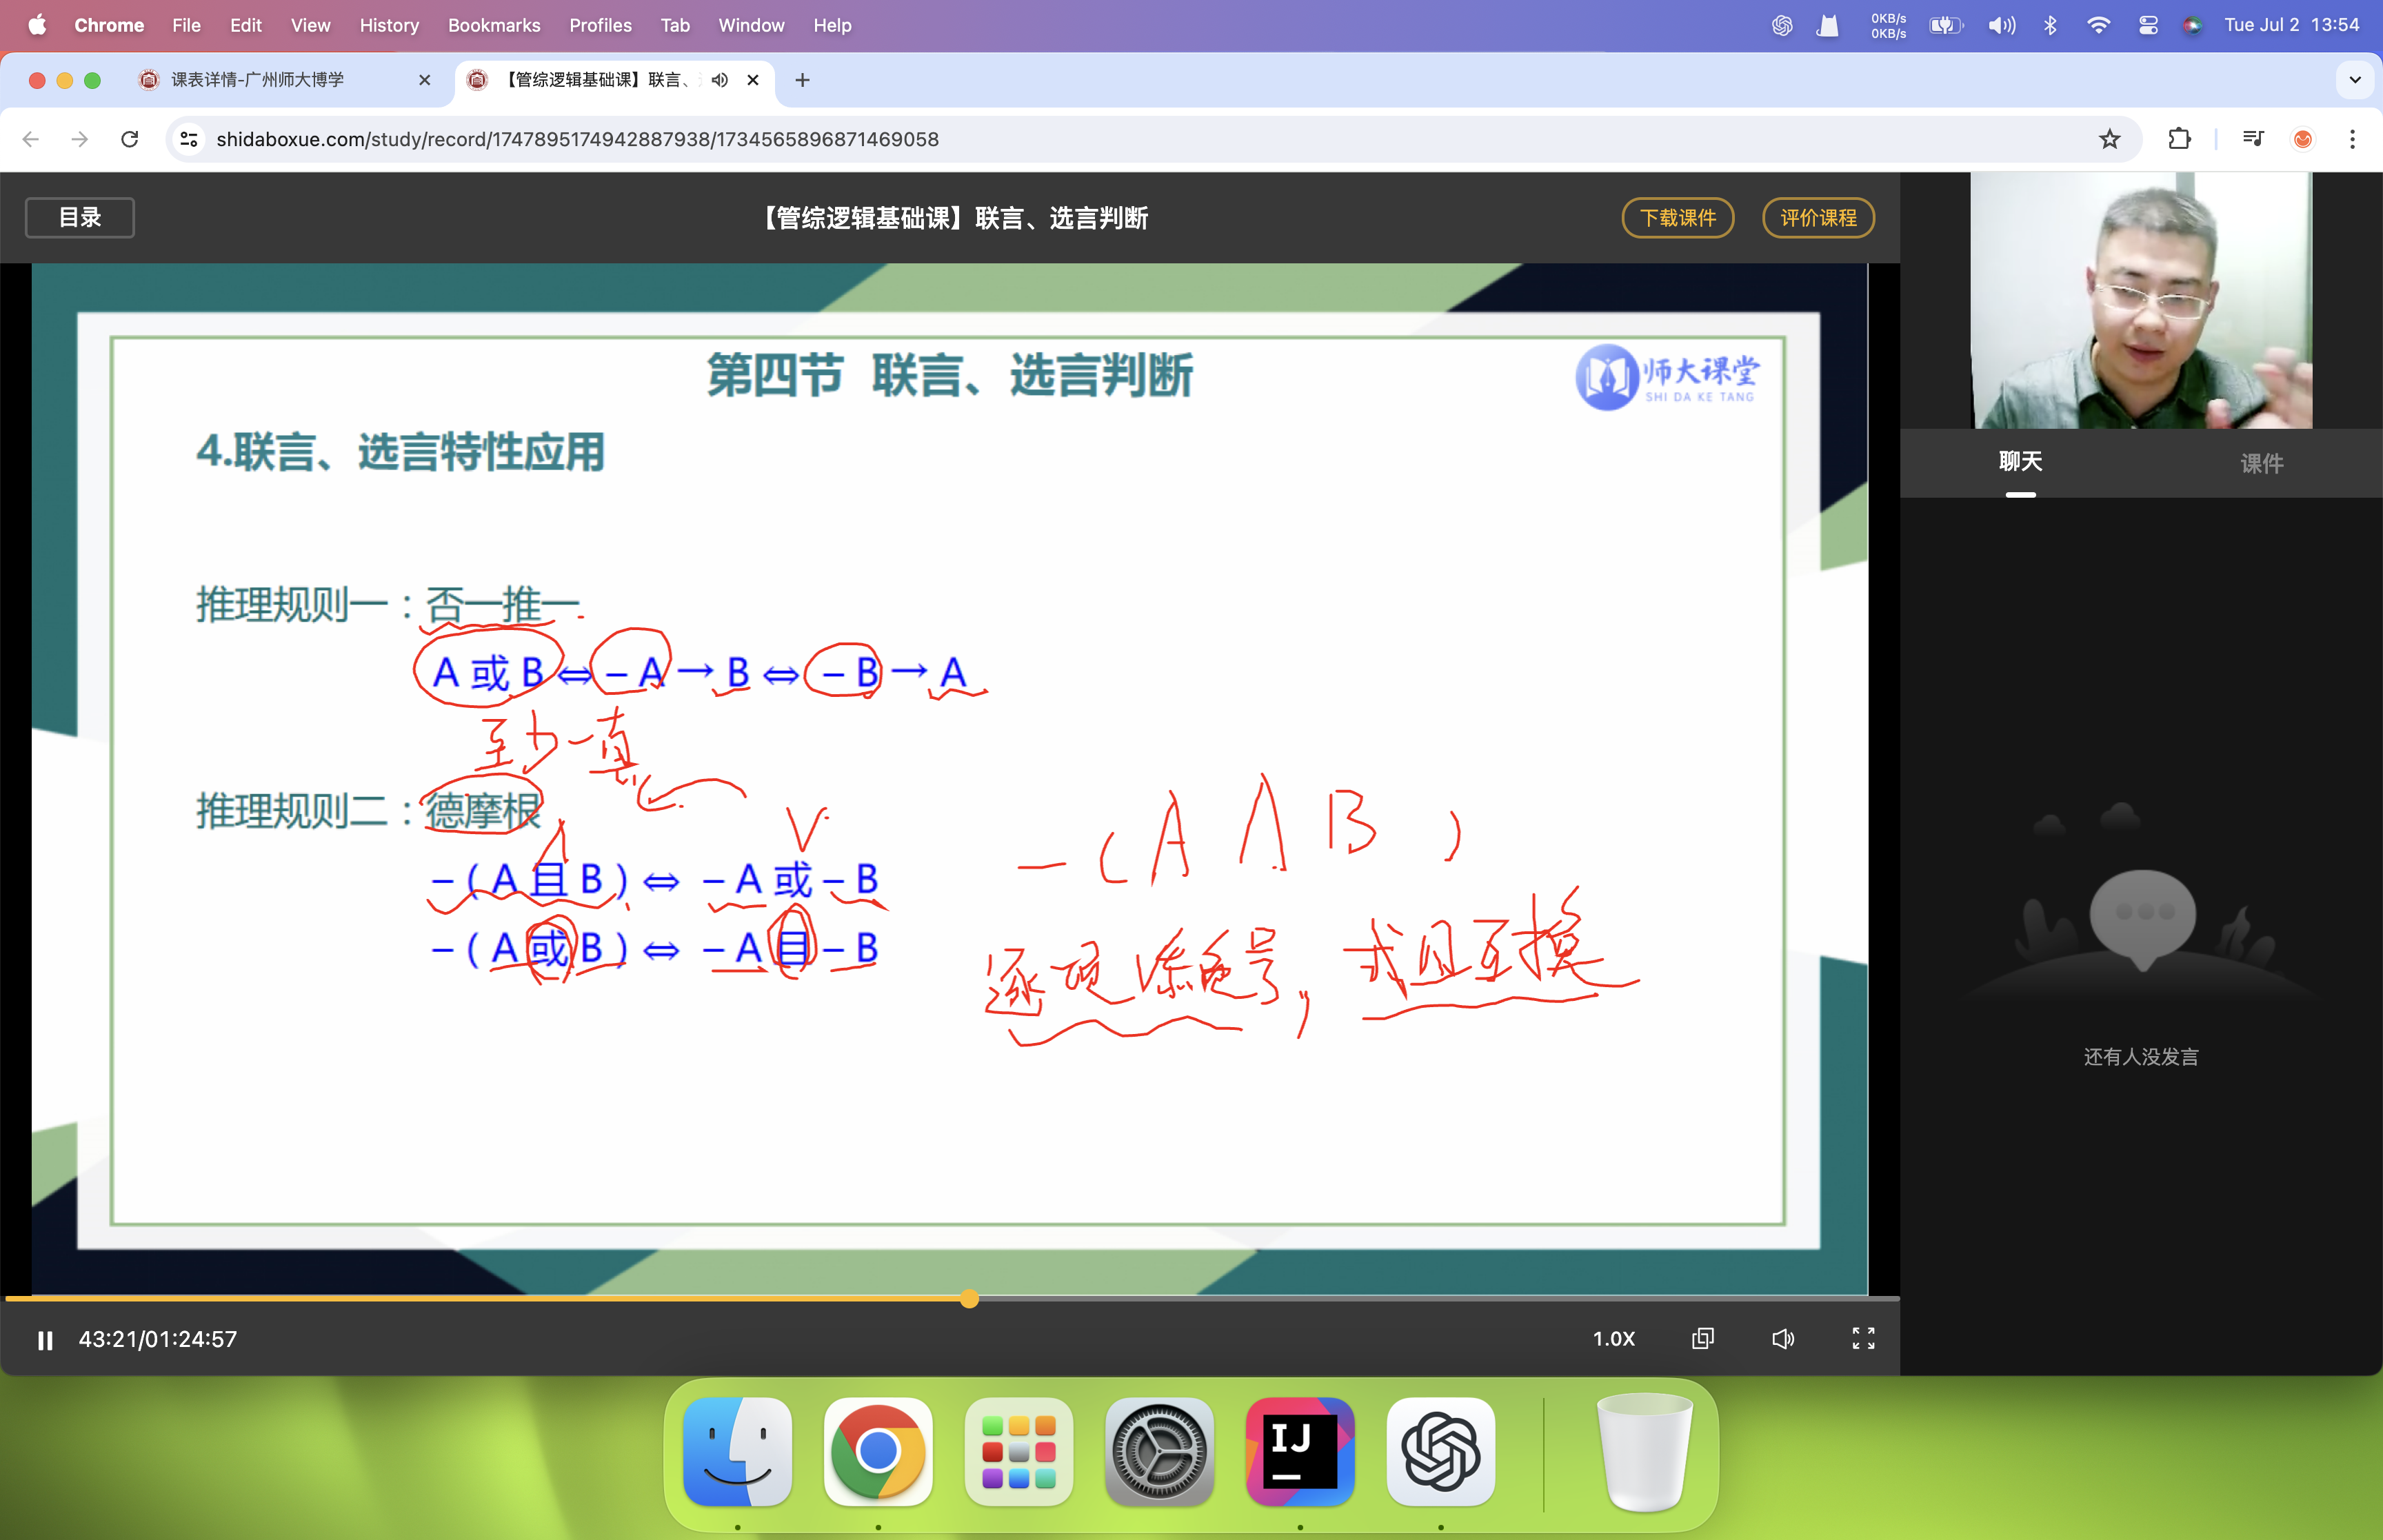 Chrome File Edit View History Bookmarks Profiles Tab Window Help
0KB/s
0KB/s
Tue Jul 2 13:54
课表详情-广州师大博学
【管综逻辑基础课】联言、
shidaboxue.com/study/record/1747895174942887938/1734565896871469058
目录
【管综逻辑基础课】联言、选言判断
下载课件
评价课程
第四节 联言、选言判断
师大课堂
SHI DA KE TANG
4.联言、选言特性应用
推理规则一：否一推一
A 或 B ⇔ − A → B ⇔ − B → A
至少一真
推理规则二：德摩根
∧
∨
−（A 且 B）⇔ − A 或 − B
−（A 或 B）⇔ − A 且 − B
−（A ∧ B）
逐项添负号，或且互换
聊天
课件
还有人没发言
43:21/01:24:57
1.0X
IJ